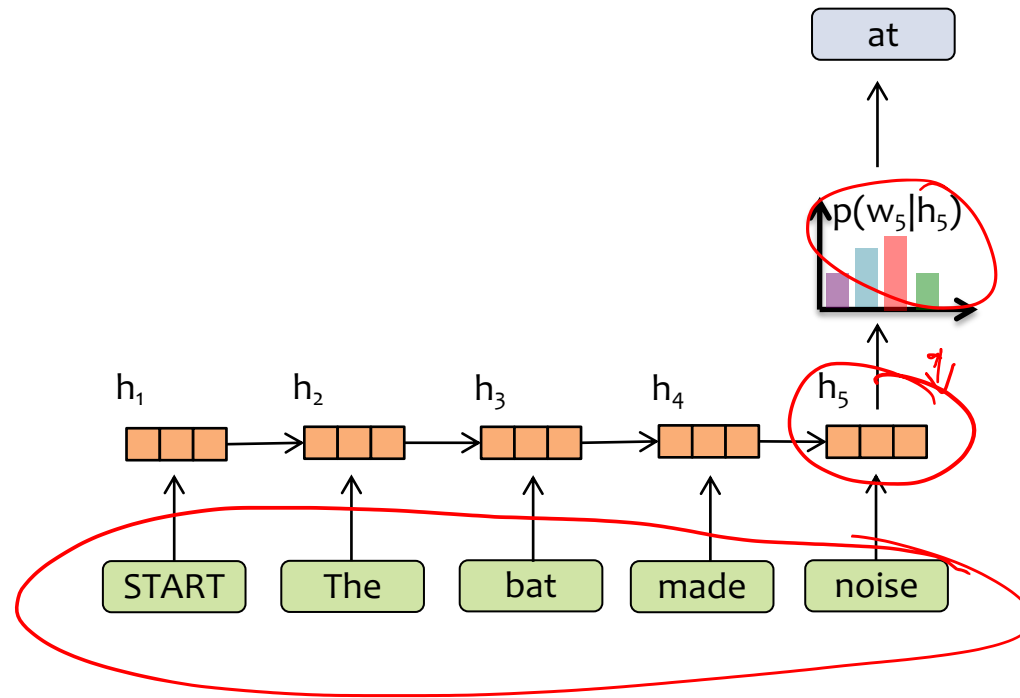 at
p(w₅|h₅)
h₁ h₂ h₃ h₄ h₅
START The bat made noise